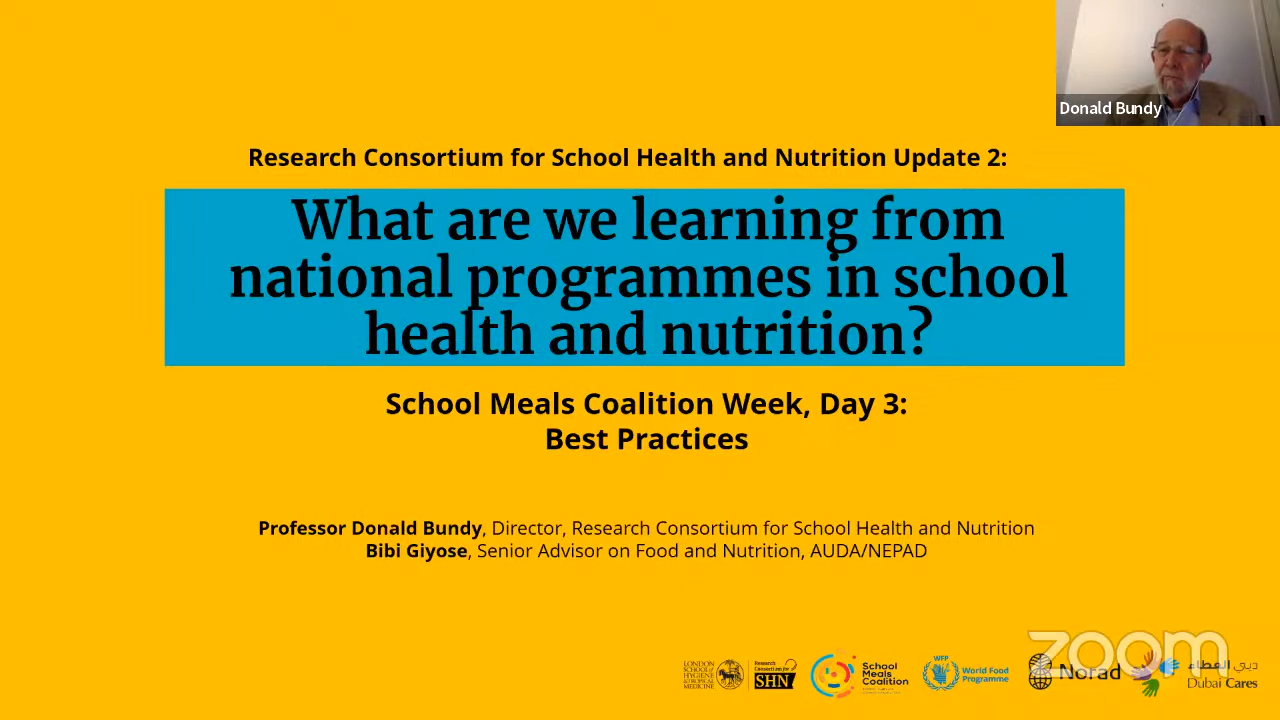 Donald Bundy
Research Consortium for School Health and Nutrition Update 2:
What are we learning from
national programmes in school
health and nutrition?
School Meals Coalition Week, Day 3:
Best Practices
Professor Donald Bundy, Director, Research Consortium for School Health and Nutrition
Bibi Giyose, Senior Advisor on Food and Nutrition, AUDA/NEPAD
LONDON
SCHOOL of
HYGIENE
& TROPICAL
MEDICINE
Research
Consortium for
SHN
School
Meals
Coalition
WFP
World Food
Programme
Norad
zoom
دبي العطاء
Dubai Cares